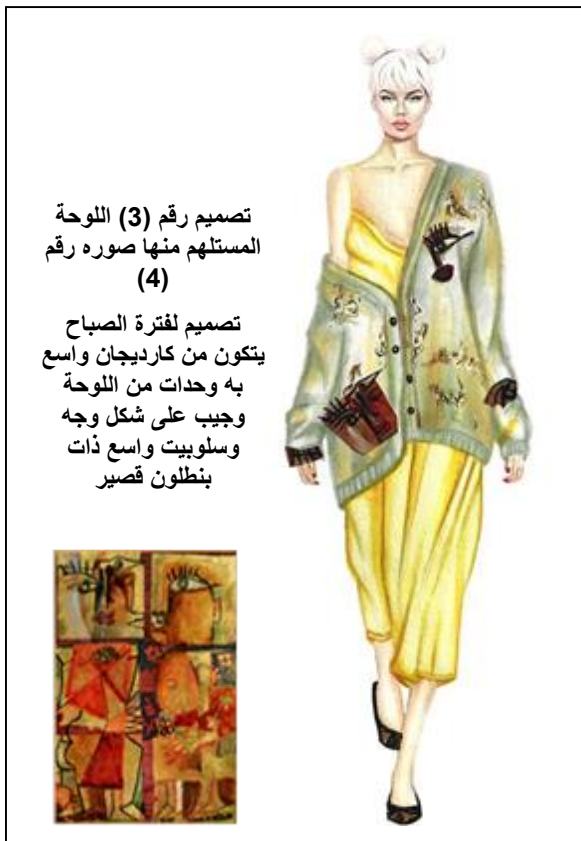 تصميم رقم (3) اللوحة
المستلهم منها صوره رقم
(4)
تصميم لفترة الصباح
يتكون من كارديجان واسع
به وحدات من اللوحة
وجيب على شكل وجه
وسلوبيت واسع ذات
بنطلون قصير